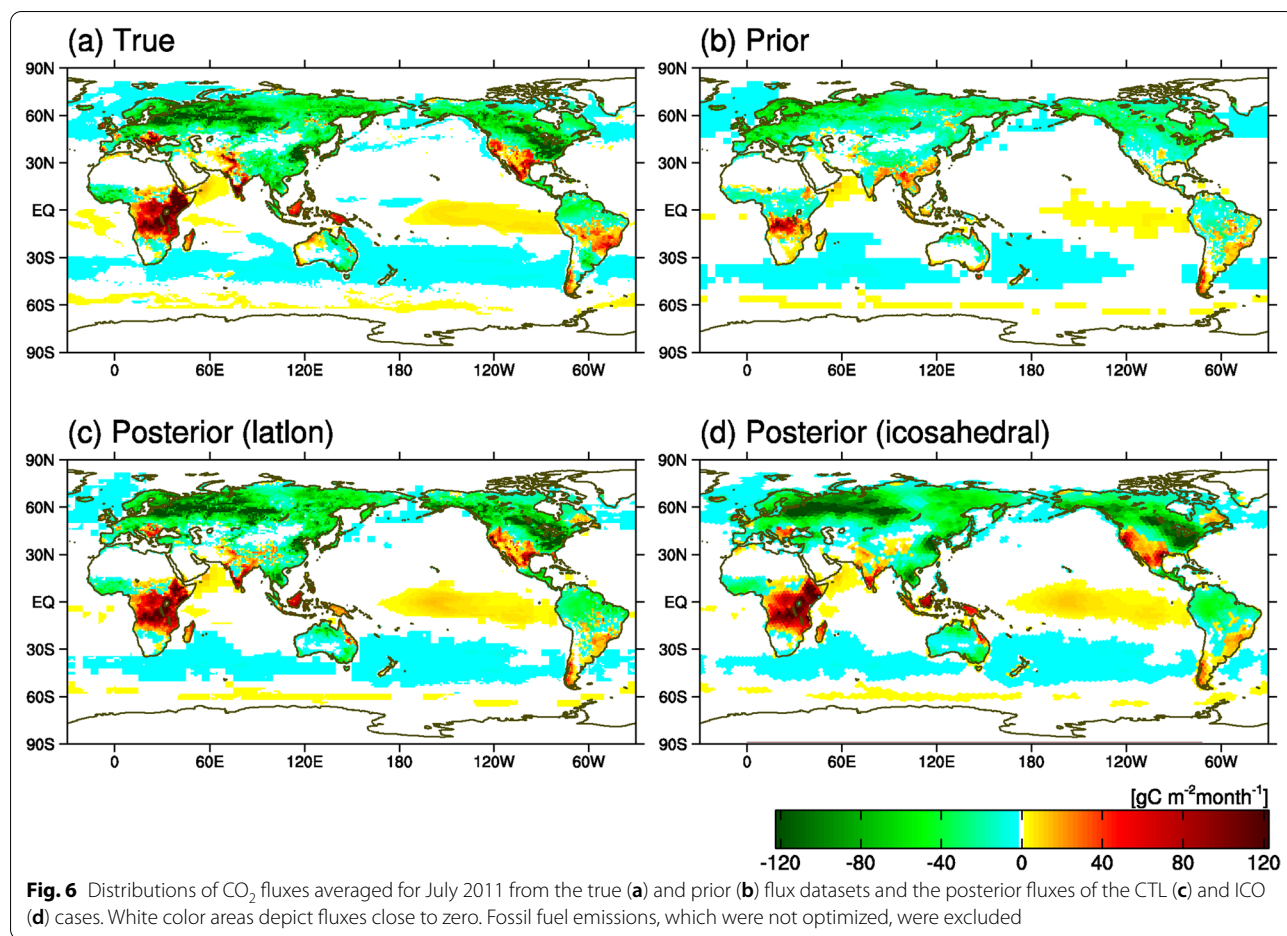 (a) True
(b) Prior
90N
60N
30N
EQ
30S
60S
90S
0 60E 120E 180 120W 60W
90N
60N
30N
EQ
30S
60S
90S
0 60E 120E 180 120W 60W
(c) Posterior (latlon)
(d) Posterior (icosahedral)
90N
60N
30N
EQ
30S
60S
90S
0 60E 120E 180 120W 60W
90N
60N
30N
EQ
30S
60S
90S
0 60E 120E 180 120W 60W
[gC m⁻²month⁻¹]
-120 -80 -40 0 40 80 120
Fig. 6 Distributions of CO₂ fluxes averaged for July 2011 from the true (a) and prior (b) flux datasets and the posterior fluxes of the CTL (c) and ICO
(d) cases. White color areas depict fluxes close to zero. Fossil fuel emissions, which were not optimized, were excluded